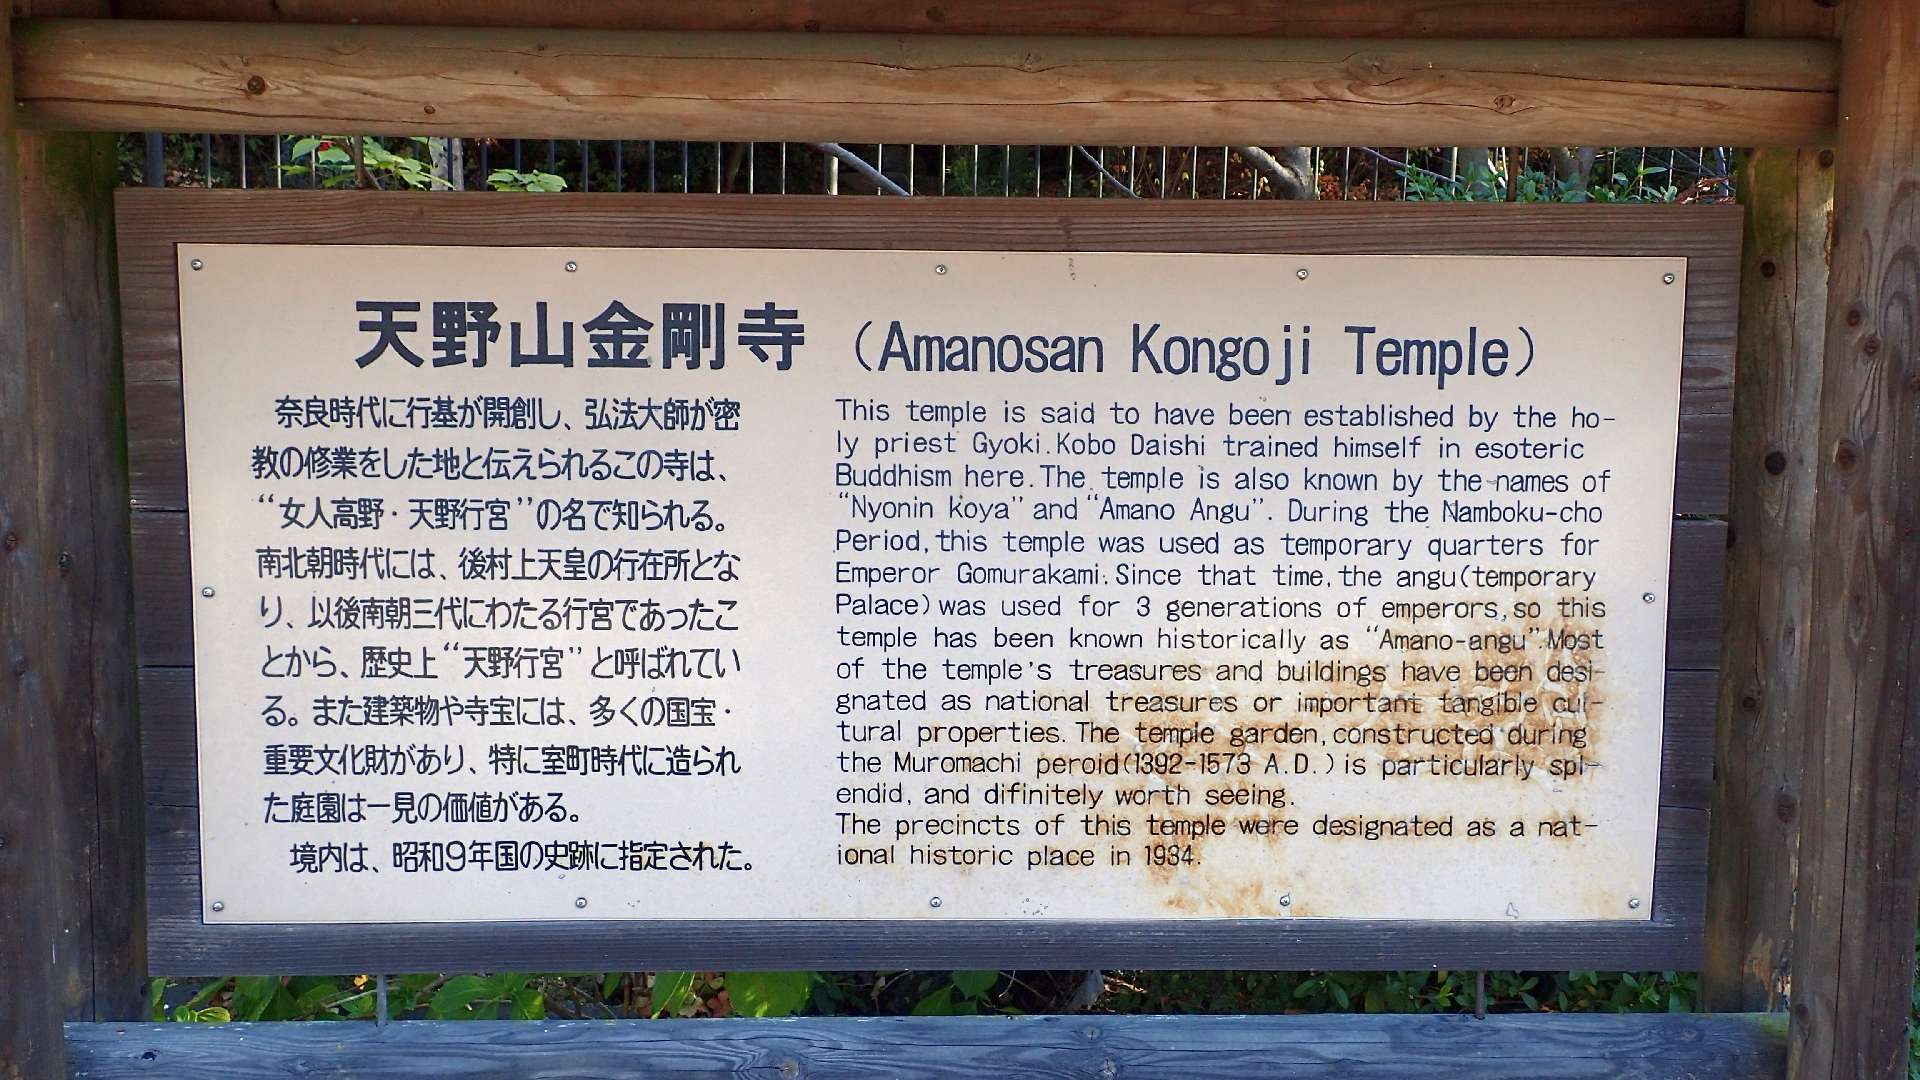 天野山金剛寺 (Amanosan Kongoji Temple)
奈良時代に行基が開創し、弘法大師が密
教の修業をした地と伝えられるこの寺は、
“女人高野・天野行宮”の名で知られる。
南北朝時代には、後村上天皇の行在所とな
り、以後南朝三代にわたる行宮であったこ
とから、歴史上“天野行宮”と呼ばれてい
る。また建築物や寺宝には、多くの国宝・
重要文化財があり、特に室町時代に造られ
た庭園は一見の価値がある。
境内は、昭和9年国の史跡に指定された。
This temple is said to have been established by the ho-
ly priest Gyoki.Kobo Daishi trained himself in esoteric
Buddhism here.The temple is also known by the names of
“Nyonin koya” and “Amano Angu”. During the Namboku-cho
Period,this temple was used as temporary quarters for
Emperor Gomurakami.Since that time,the angu(temporary
Palace)was used for 3 generations of emperors,so this
temple has been known historically as “Amano-angu”.Most
of the temple's treasures and buildings have been desi-
gnated as national treasures or important tangible cul-
tural properties. The temple garden,constructed during
the Muromachi peroid(1392-1573 A.D.)is particularly spl-
endid, and difinitely worth seeing.
The precincts of this temple were designated as a nat-
ional historic place in 1934.